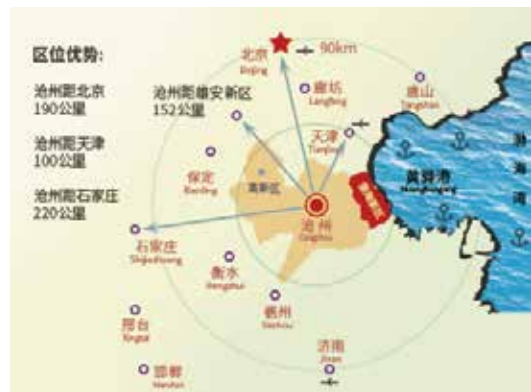 区位优势：
沧州距北京
190公里
沧州距天津
100公里
沧州距石家庄
220公里
沧州距雄安新区
152公里
北京
Beijing
90km
廊坊
Langfang
唐山
Tangshan
天津
Tianjin
保定
Baoding
高新区
黄骅港
渤海湾
沧州
Cangzhou
石家庄
Shijiazhuang
衡水
Hengshui
德州
Dezhou
邢台
Xingtai
邯郸
Handan
济南
Jinan